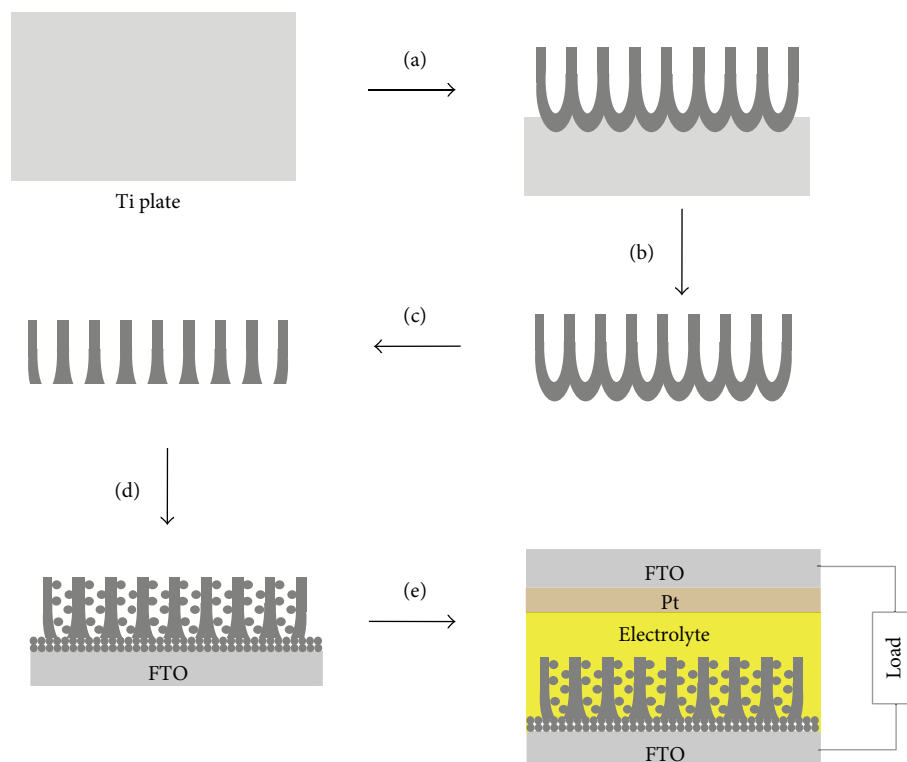 (a)
Ti plate
(b)
(c)
(d)
(e)
FTO
FTO
Pt
Electrolyte
Load
FTO